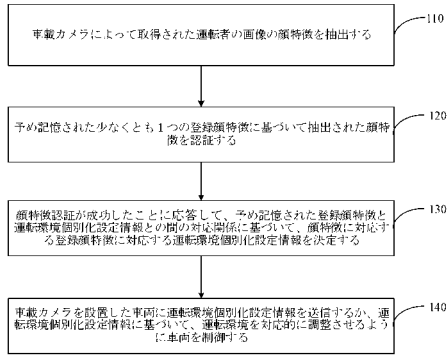 車載カメラによって取得された運転者の画像の顔特徴を抽出する
110
予め記憶された少なくとも1つの登録顔特徴に基づいて抽出された顔特
徴を認証する
120
顔特徴認証が成功したことに応答して、予め記憶された登録顔特徴と
運転環境個別化設定情報との間の対応関係に基づいて、顔特徴に対応す
る登録顔特徴に対応する運転環境個別化設定情報を決定する
130
車載カメラを設置した車両に運転環境個別化設定情報を送信するか、運
転環境個別化設定情報に基づいて、運転環境を対応的に調整させるよう
に車両を制御する
140